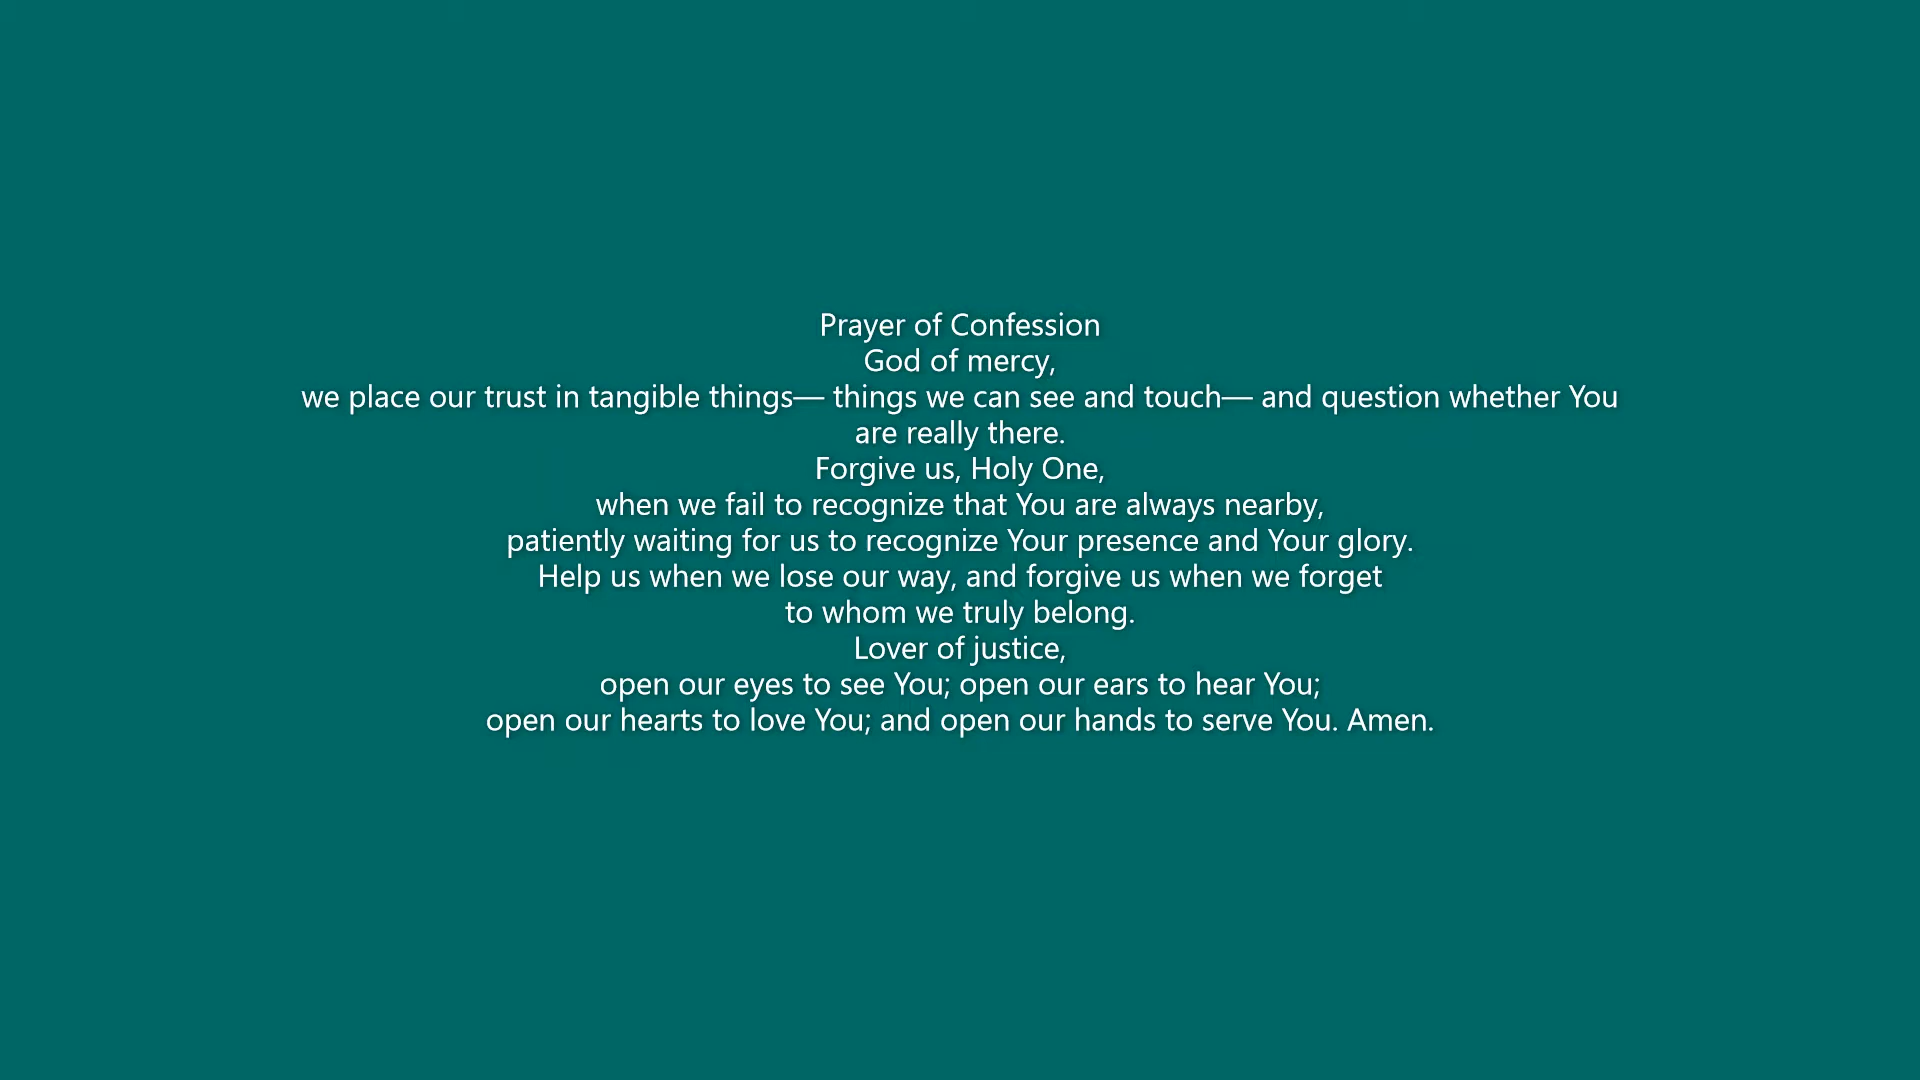 Prayer of Confession
God of mercy,
we place our trust in tangible things— things we can see and touch— and question whether You
are really there.
Forgive us, Holy One,
when we fail to recognize that You are always nearby,
patiently waiting for us to recognize Your presence and Your glory.
Help us when we lose our way, and forgive us when we forget
to whom we truly belong.
Lover of justice,
open our eyes to see You; open our ears to hear You;
open our hearts to love You; and open our hands to serve You. Amen.